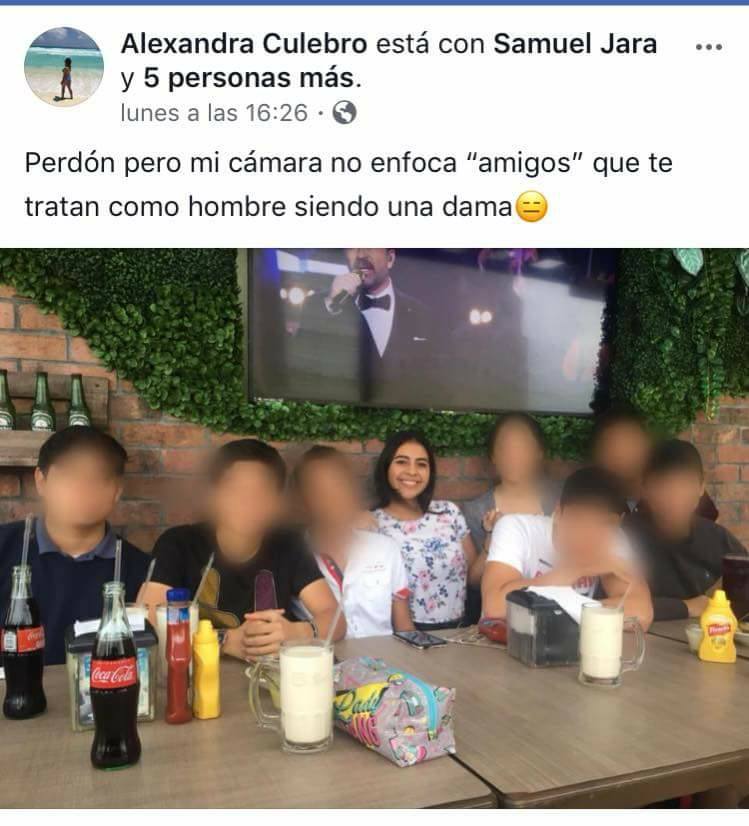 Alexandra Culebro está con Samuel Jara
y 5 personas más.
lunes a las 16:26 ·
Perdón pero mi cámara no enfoca “amigos” que te
tratan como hombre siendo una dama😑
Coca-Cola
Coca-Cola